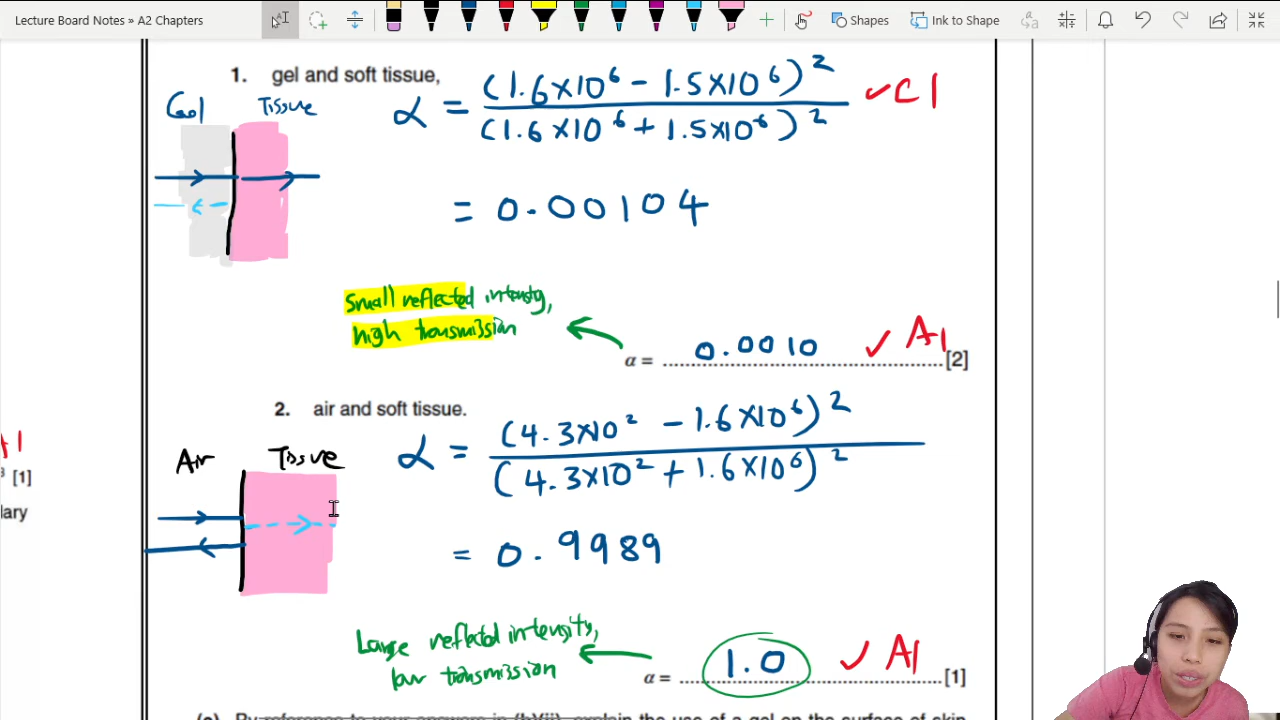 Lecture Board Notes » A2 Chapters
Shapes
Ink to Shape
1. gel and soft tissue,
Gel Tissue
α = (1.6×10⁶ − 1.5×10⁶)² / (1.6×10⁶ + 1.5×10⁶)² ✓ C1
= 0.00104
Small reflected intensity,
high transmission
α = 0.0010 ✓ A1 [2]
2. air and soft tissue.
Air Tissue
α = (4.3×10² − 1.6×10⁶)² / (4.3×10² + 1.6×10⁶)²
= 0.9989
Large reflected intensity,
low transmission
α = 1.0 ✓ A1 [1]
A1
[1]
lary